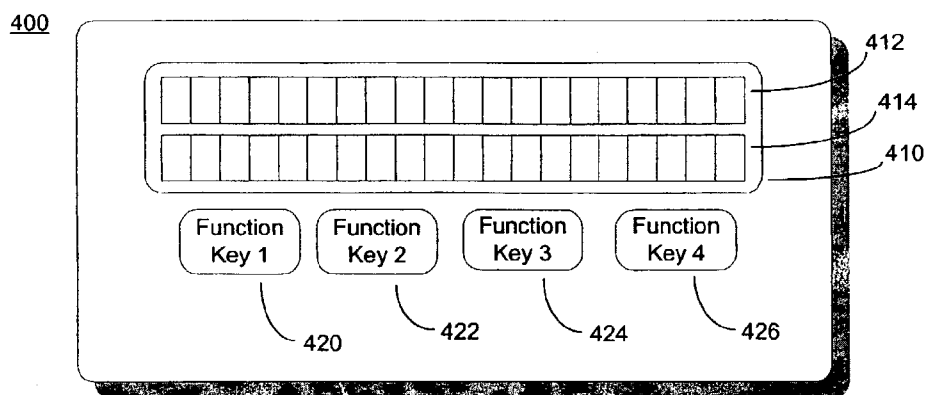 400
412
414
410
Function
Key 1
Function
Key 2
Function
Key 3
Function
Key 4
420
422
424
426